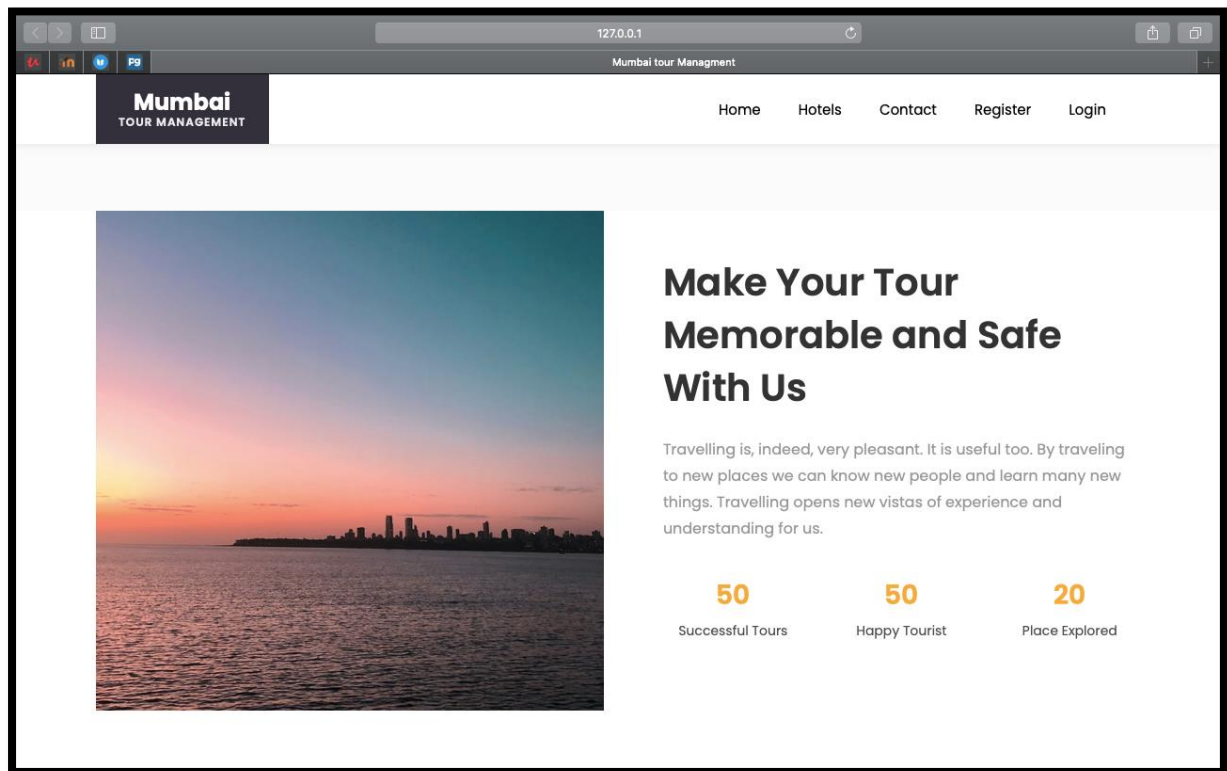 127.0.0.1
in
Pg
Mumbai tour Managment
Mumbai
TOUR MANAGEMENT
Home Hotels Contact Register Login
Make Your Tour
Memorable and Safe
With Us
Travelling is, indeed, very pleasant. It is useful too. By traveling
to new places we can know new people and learn many new
things. Travelling opens new vistas of experience and
understanding for us.
50 50 20
Successful Tours Happy Tourist Place Explored